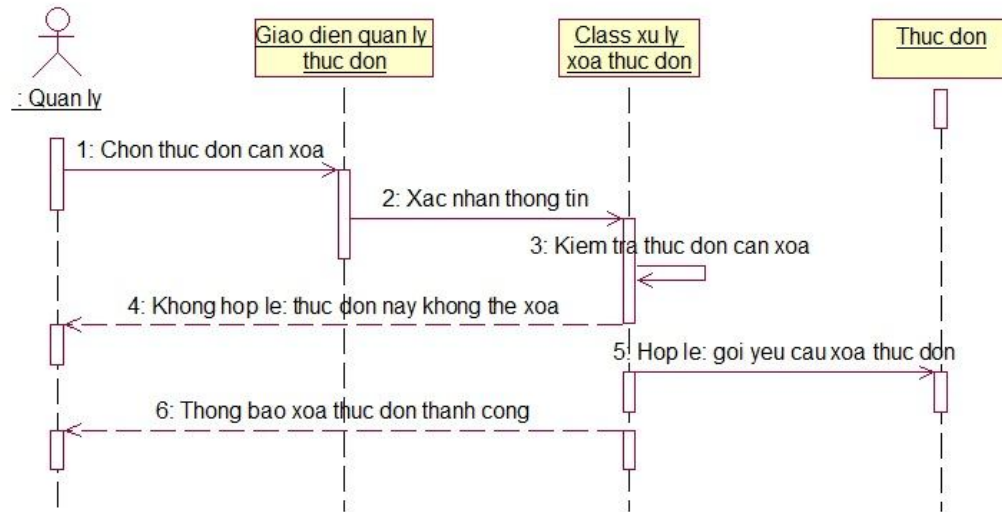 : Quan ly
Giao dien quan ly
thuc don
Class xu ly
xoa thuc don
Thuc don
1: Chon thuc don can xoa
2: Xac nhan thong tin
3: Kiem tra thuc don can xoa
4: Khong hop le: thuc don nay khong the xoa
5: Hop le: goi yeu cau xoa thuc don
6: Thong bao xoa thuc don thanh cong